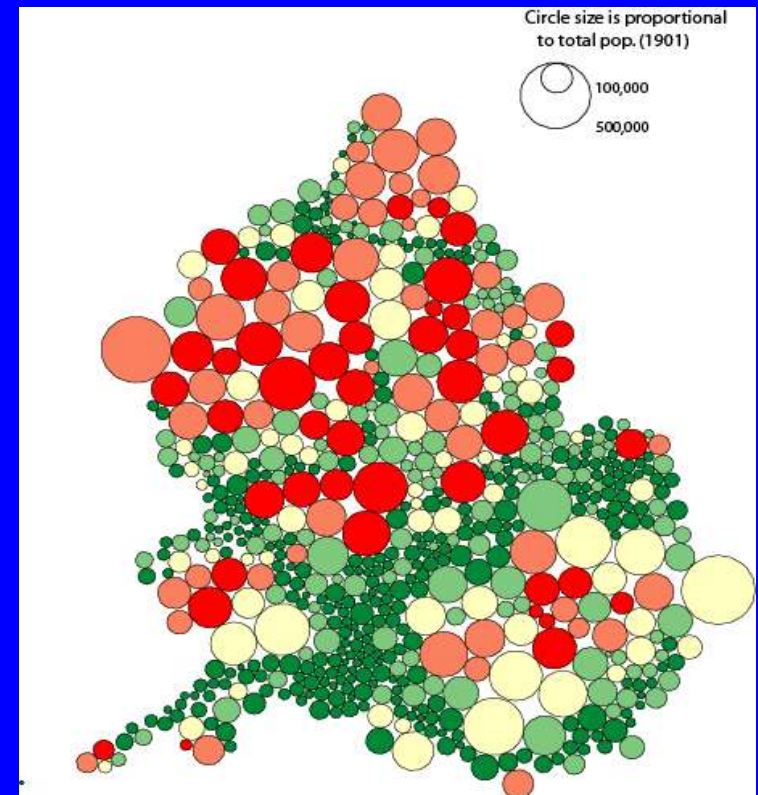 Circle size is proportional
to total pop. (1901)
100,000
500,000